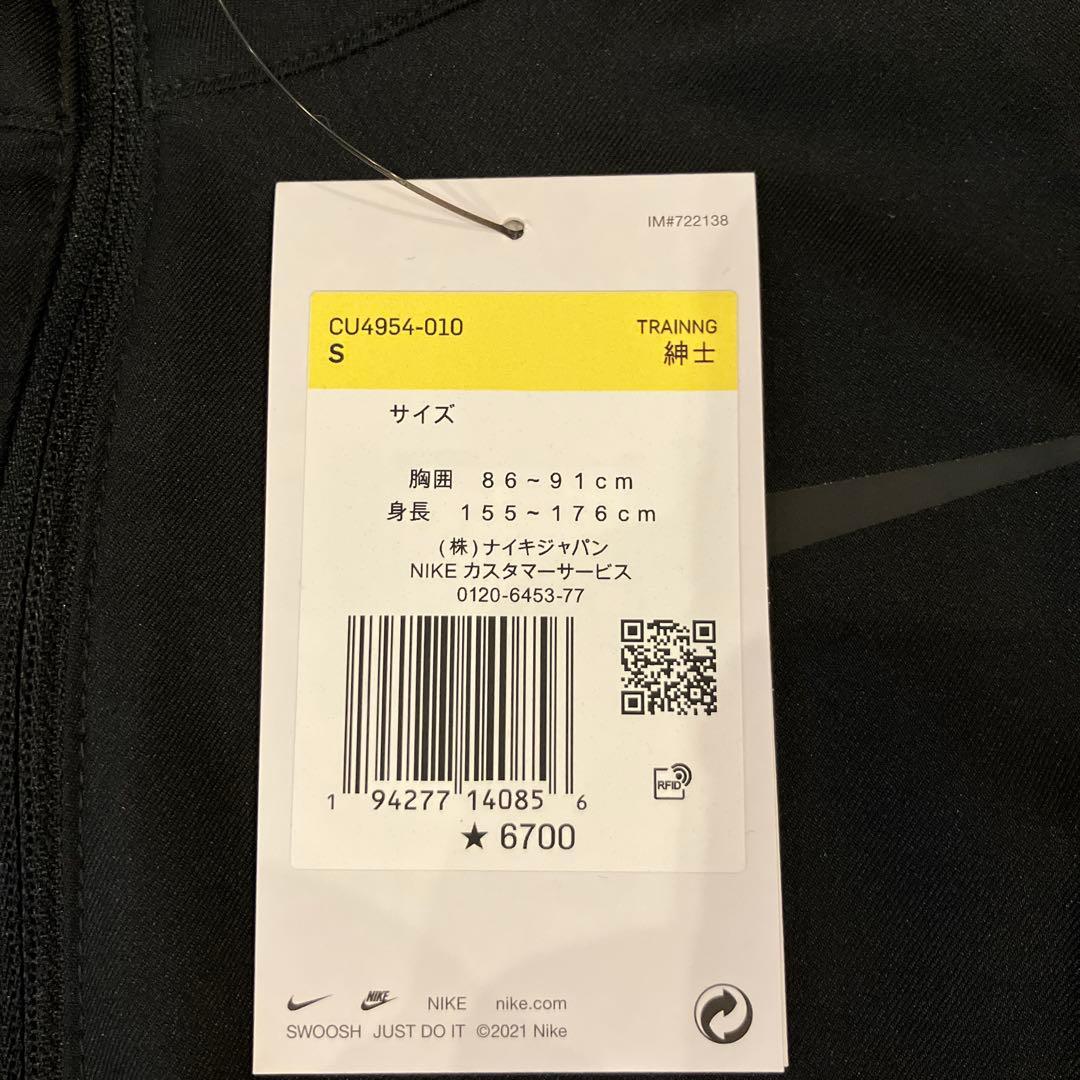 IM#722138
CU4954-010 TRAINNG
S 紳士
サイズ
胸囲 86~91cm
身長 155~176cm
(株)ナイキジャパン
NIKE カスタマーサービス
0120-6453-77
RFID
1 94277 14085 6
★ 6700
NIKE NIKE nike.com
SWOOSH JUST DO IT ©2021 Nike